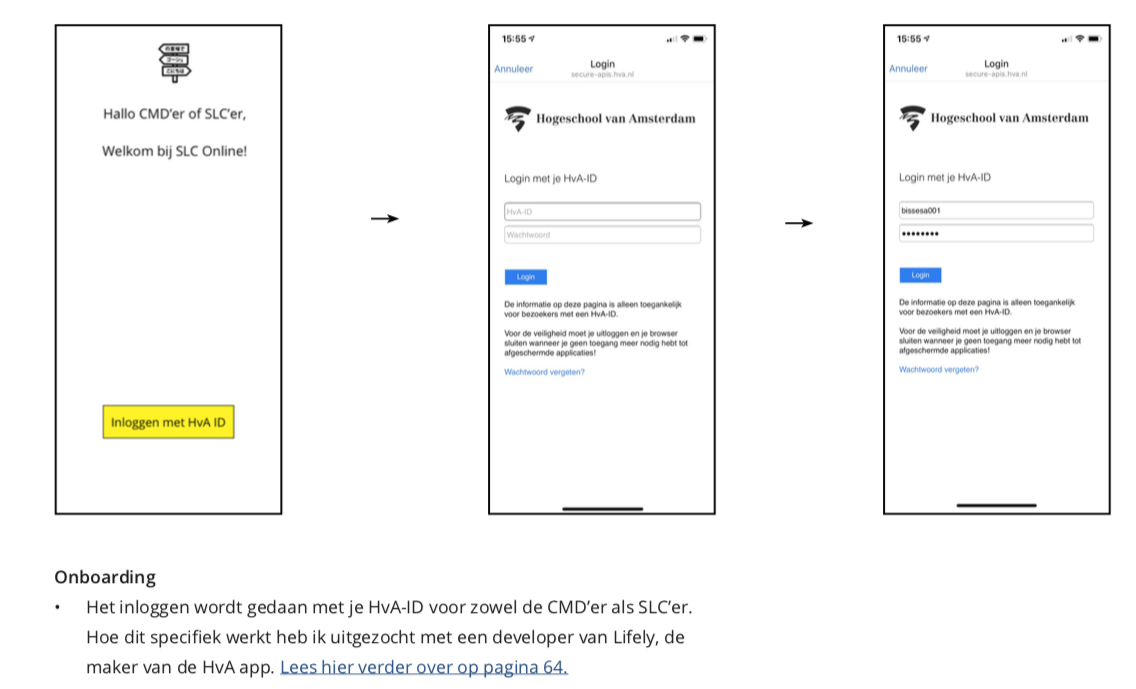 Hallo CMD'er of SLC'er,
Welkom bij SLC Online!
Inloggen met HvA ID
15:55
Annuleer
Login
secure-apis.hva.nl
Hogeschool van Amsterdam
Login met je HvA-ID
HvA-ID
Wachtwoord
Login
De informatie op deze pagina is alleen toegankelijk
voor bezoekers met een HvA-ID.
Voor de veiligheid moet je uitloggen en je browser
sluiten wanneer je geen toegang meer nodig hebt tot
afgeschermde applicaties!
Wachtwoord vergeten?
15:55
Annuleer
Login
secure-apis.hva.nl
Hogeschool van Amsterdam
Login met je HvA-ID
bissesa001
••••••••
Login
De informatie op deze pagina is alleen toegankelijk
voor bezoekers met een HvA-ID.
Voor de veiligheid moet je uitloggen en je browser
sluiten wanneer je geen toegang meer nodig hebt tot
afgeschermde applicaties!
Wachtwoord vergeten?
Onboarding
• Het inloggen wordt gedaan met je HvA-ID voor zowel de CMD’er als SLC’er.
Hoe dit specifiek werkt heb ik uitgezocht met een developer van Lifely, de
maker van de HvA app. Lees hier verder over op pagina 64.